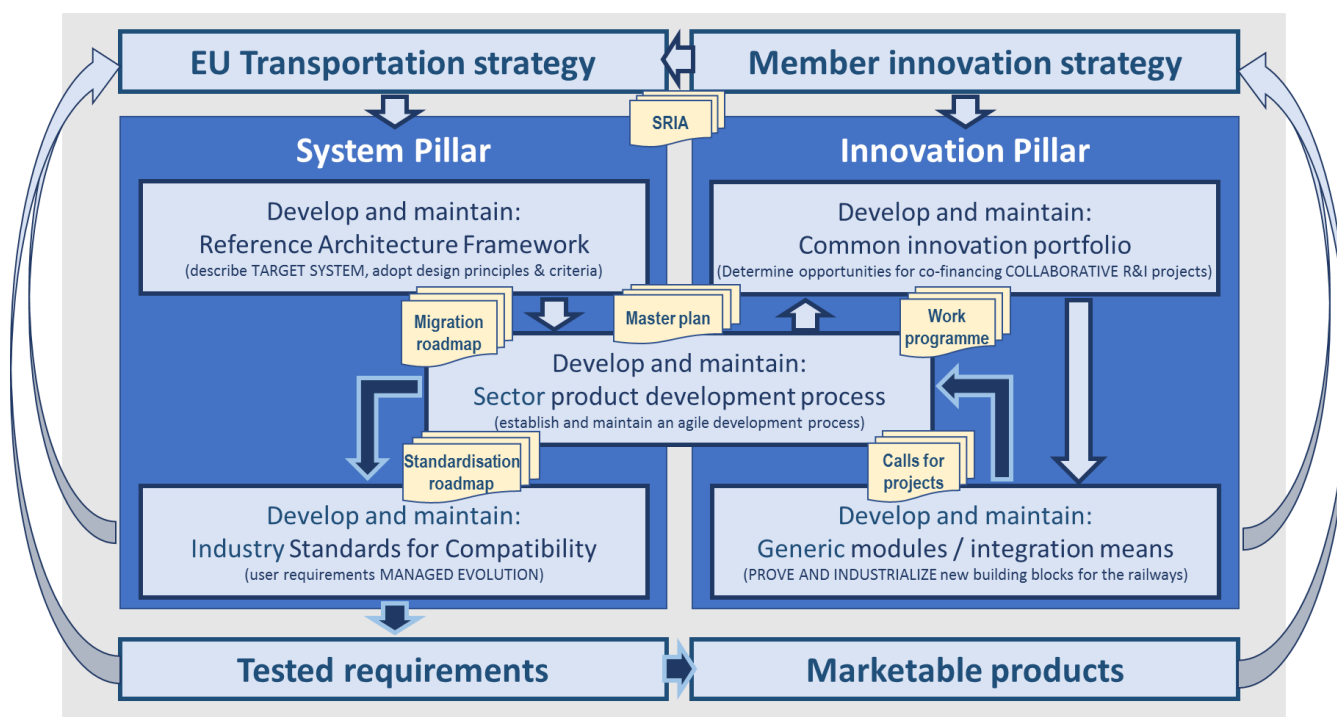 EU Transportation strategy
Member innovation strategy
SRIA
System Pillar
Innovation Pillar
Develop and maintain:
Reference Architecture Framework
(describe TARGET SYSTEM, adopt design principles & criteria)
Develop and maintain:
Common innovation portfolio
(Determine opportunities for co-financing COLLABORATIVE R&I projects)
Migration
roadmap
Master plan
Work
programme
Develop and maintain:
Sector product development process
(establish and maintain an agile development process)
Standardisation
roadmap
Calls for
projects
Develop and maintain:
Industry Standards for Compatibility
(user requirements MANAGED EVOLUTION)
Develop and maintain:
Generic modules / integration means
(PROVE AND INDUSTRIALIZE new building blocks for the railways)
Tested requirements
Marketable products